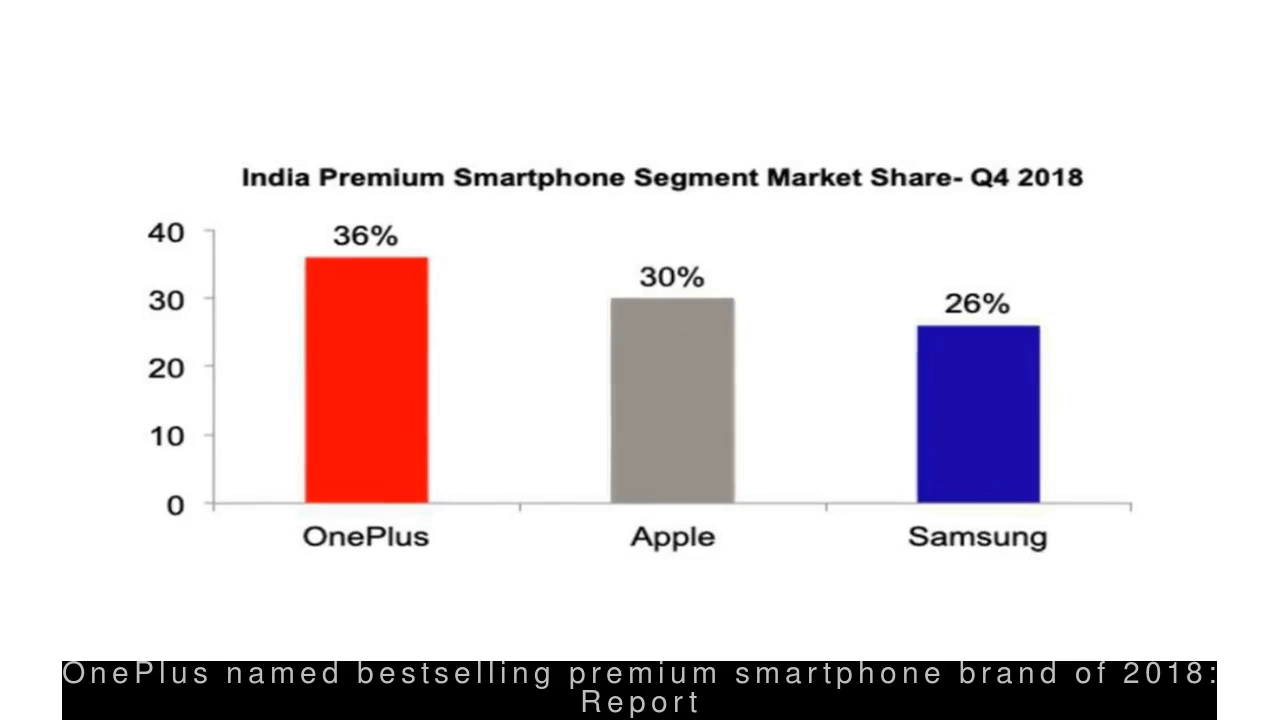 India Premium Smartphone Segment Market Share- Q4 2018
40
36%
30
30%
26%
20
10
0
OnePlus Apple Samsung
OnePlus named bestselling premium smartphone brand of 2018:
Report